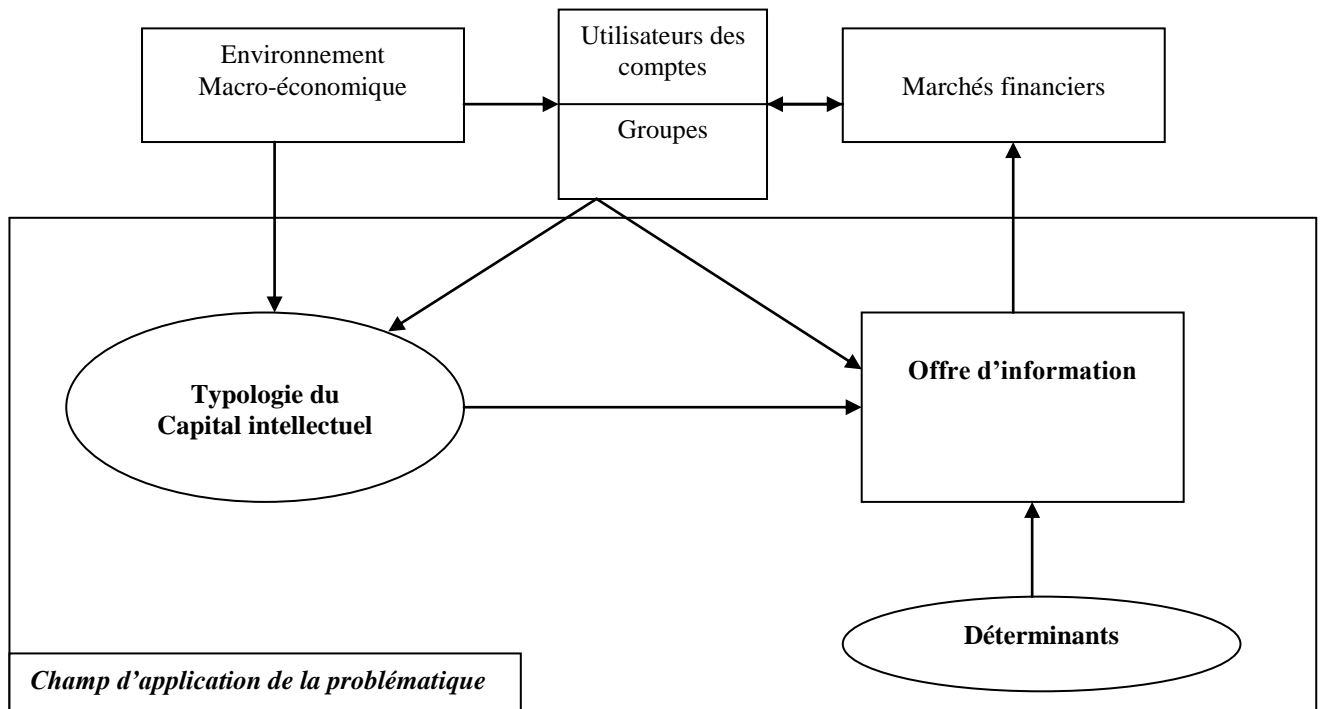 Environnement
Macro-économique
Utilisateurs des
comptes
Groupes
Marchés financiers
Typologie du
Capital intellectuel
Offre d’information
Déterminants
Champ d’application de la problématique